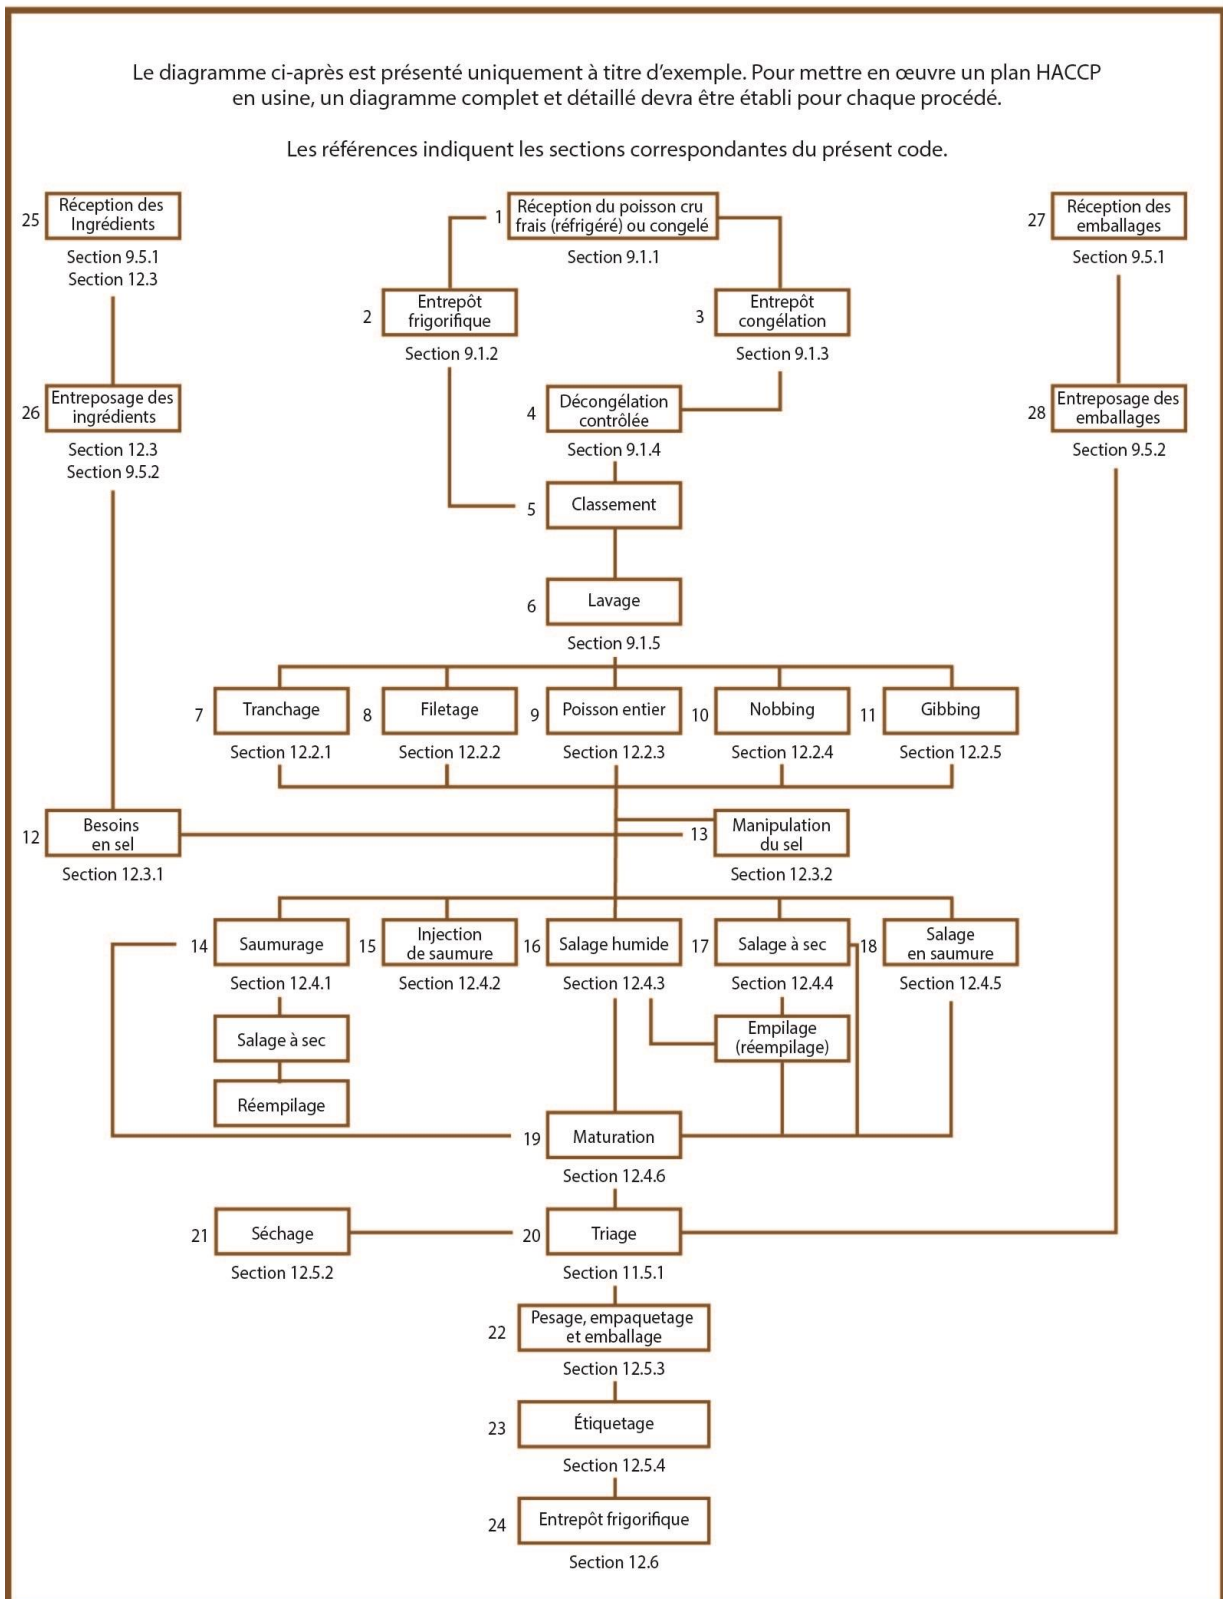 Le diagramme ci-après est présenté uniquement à titre d’exemple. Pour mettre en œuvre un plan HACCP
en usine, un diagramme complet et détaillé devra être établi pour chaque procédé.
Les références indiquent les sections correspondantes du présent code.
25
Réception des
Ingrédients
Section 9.5.1
Section 12.3
1
Réception du poisson cru
frais (réfrigéré) ou congelé
Section 9.1.1
27
Réception des
emballages
Section 9.5.1
2
Entrepôt
frigorifique
Section 9.1.2
3
Entrepôt
congélation
Section 9.1.3
26
Entreposage des
ingrédients
Section 12.3
Section 9.5.2
4
Décongélation
contrôlée
Section 9.1.4
28
Entreposage des
emballages
Section 9.5.2
5
Classement
6
Lavage
Section 9.1.5
7
Tranchage
Section 12.2.1
8
Filetage
Section 12.2.2
9
Poisson entier
Section 12.2.3
10
Nobbing
Section 12.2.4
11
Gibbing
Section 12.2.5
12
Besoins
en sel
Section 12.3.1
13
Manipulation
du sel
Section 12.3.2
14
Saumurage
Section 12.4.1
15
Injection
de saumure
Section 12.4.2
16
Salage humide
Section 12.4.3
17
Salage à sec
Section 12.4.4
18
Salage
en saumure
Section 12.4.5
Salage à sec
Empilage
(réempilage)
Réempilage
19
Maturation
Section 12.4.6
21
Séchage
Section 12.5.2
20
Triage
Section 11.5.1
22
Pesage, empaquetage
et emballage
Section 12.5.3
23
Étiquetage
Section 12.5.4
24
Entrepôt frigorifique
Section 12.6